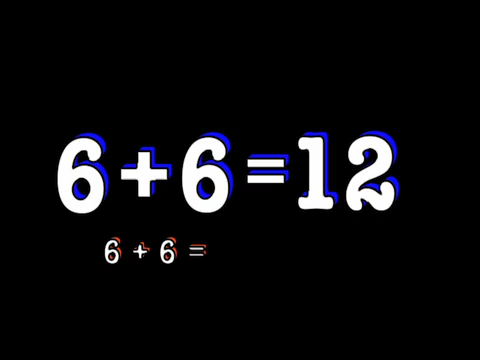 6+6=12
6 + 6 =